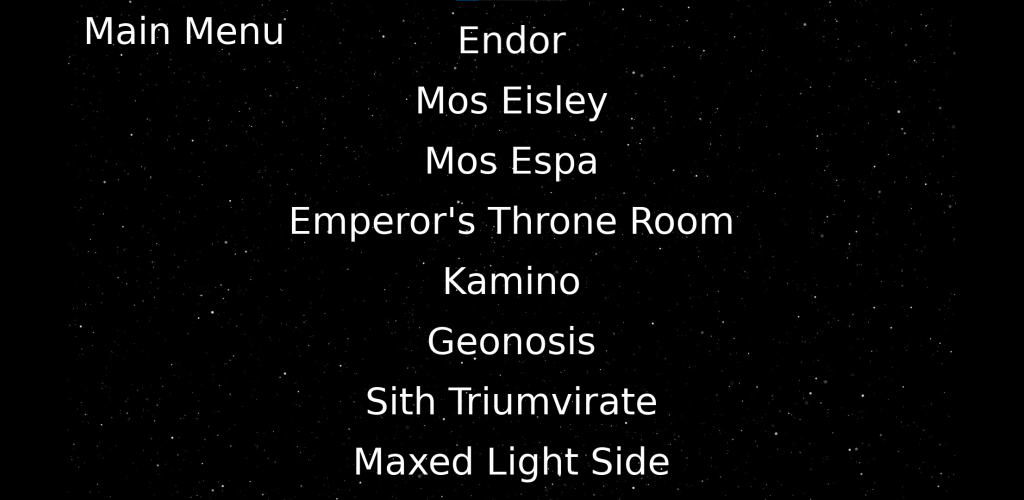 Main Menu
Endor
Mos Eisley
Mos Espa
Emperor's Throne Room
Kamino
Geonosis
Sith Triumvirate
Maxed Light Side